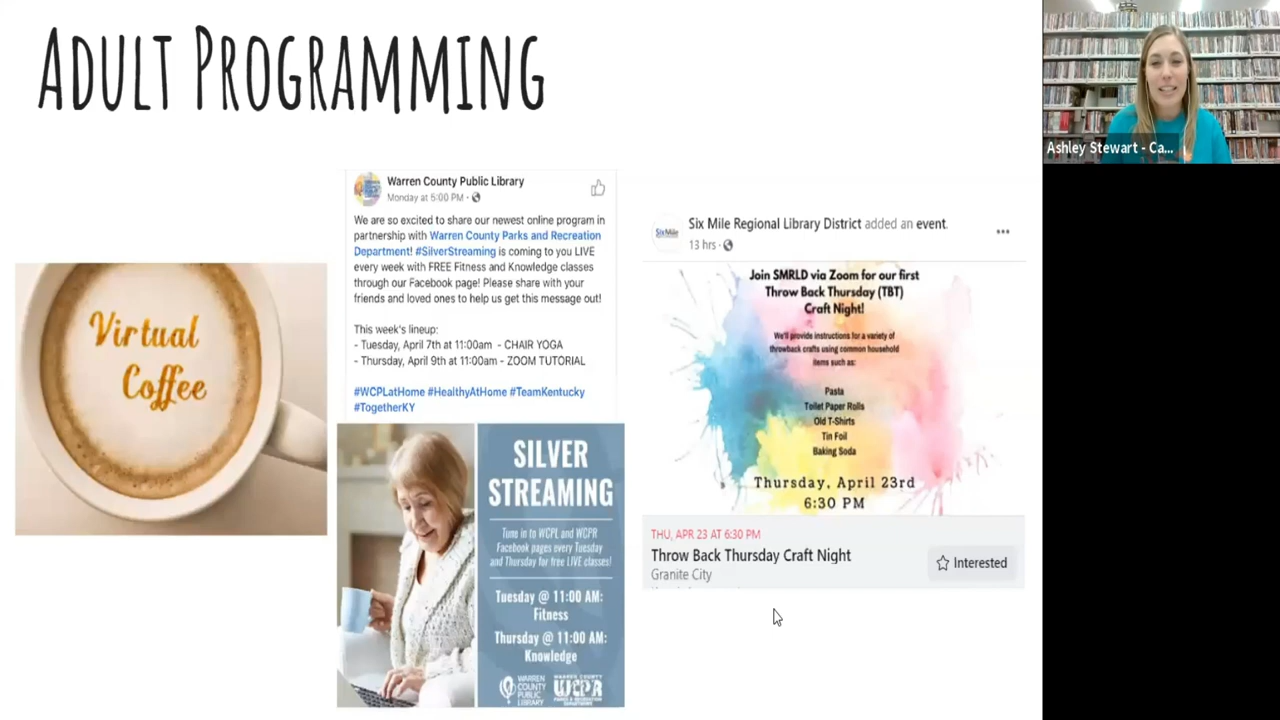 ADULT PROGRAMMING
Virtual
Coffee
Warren County Public Library
Monday at 5:00 PM ·
We are so excited to share our newest online program in
partnership with Warren County Parks and Recreation
Department! #SilverStreaming is coming to you LIVE
every week with FREE Fitness and Knowledge classes
through our Facebook page! Please share with your
friends and loved ones to help us get this message out!
This week's lineup:
- Tuesday, April 7th at 11:00am - CHAIR YOGA
- Thursday, April 9th at 11:00am - ZOOM TUTORIAL
#WCPLatHome #HealthyAtHome #TeamKentucky
#TogetherKY
SILVER
STREAMING
Tune in to WCPL and WCPR
Facebook pages every Tuesday
and Thursday for free LIVE classes!
Tuesday @ 11:00 AM:
Fitness
Thursday @ 11:00 AM:
Knowledge
WARREN
COUNTY
PUBLIC
LIBRARY
WARREN COUNTY
WCPR
Six Mile Regional Library District added an event.
13 hrs ·
SixMile
Join SMRLD via Zoom for our first
Throw Back Thursday (TBT)
Craft Night!
We'll provide instructions for a variety of
throwback crafts using common household
items such as:
Pasta
Toilet Paper Rolls
Old T-Shirts
Tin Foil
Baking Soda
Thursday, April 23rd
6:30 PM
THU, APR 23 AT 6:30 PM
Throw Back Thursday Craft Night
Granite City
Interested
Ashley Stewart - Ca...